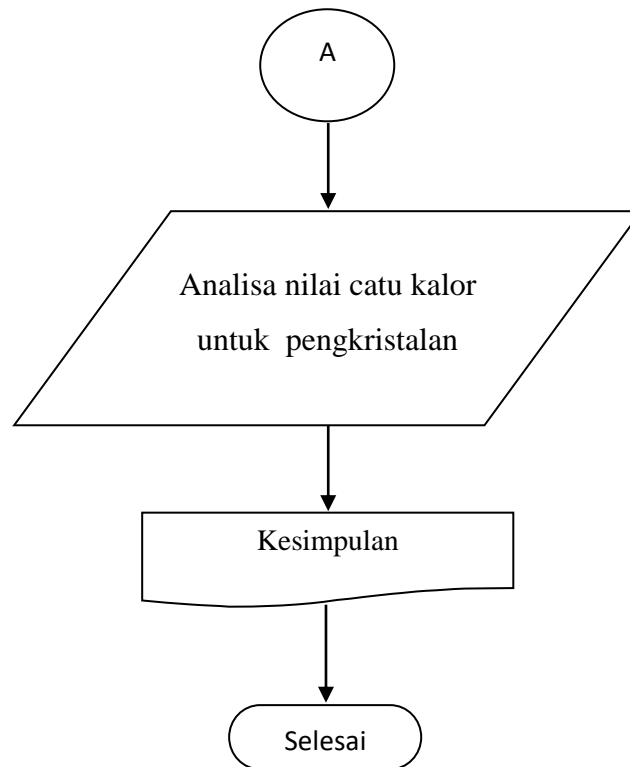 A
Analisa nilai catu kalor
untuk pengkristalan
Kesimpulan
Selesai